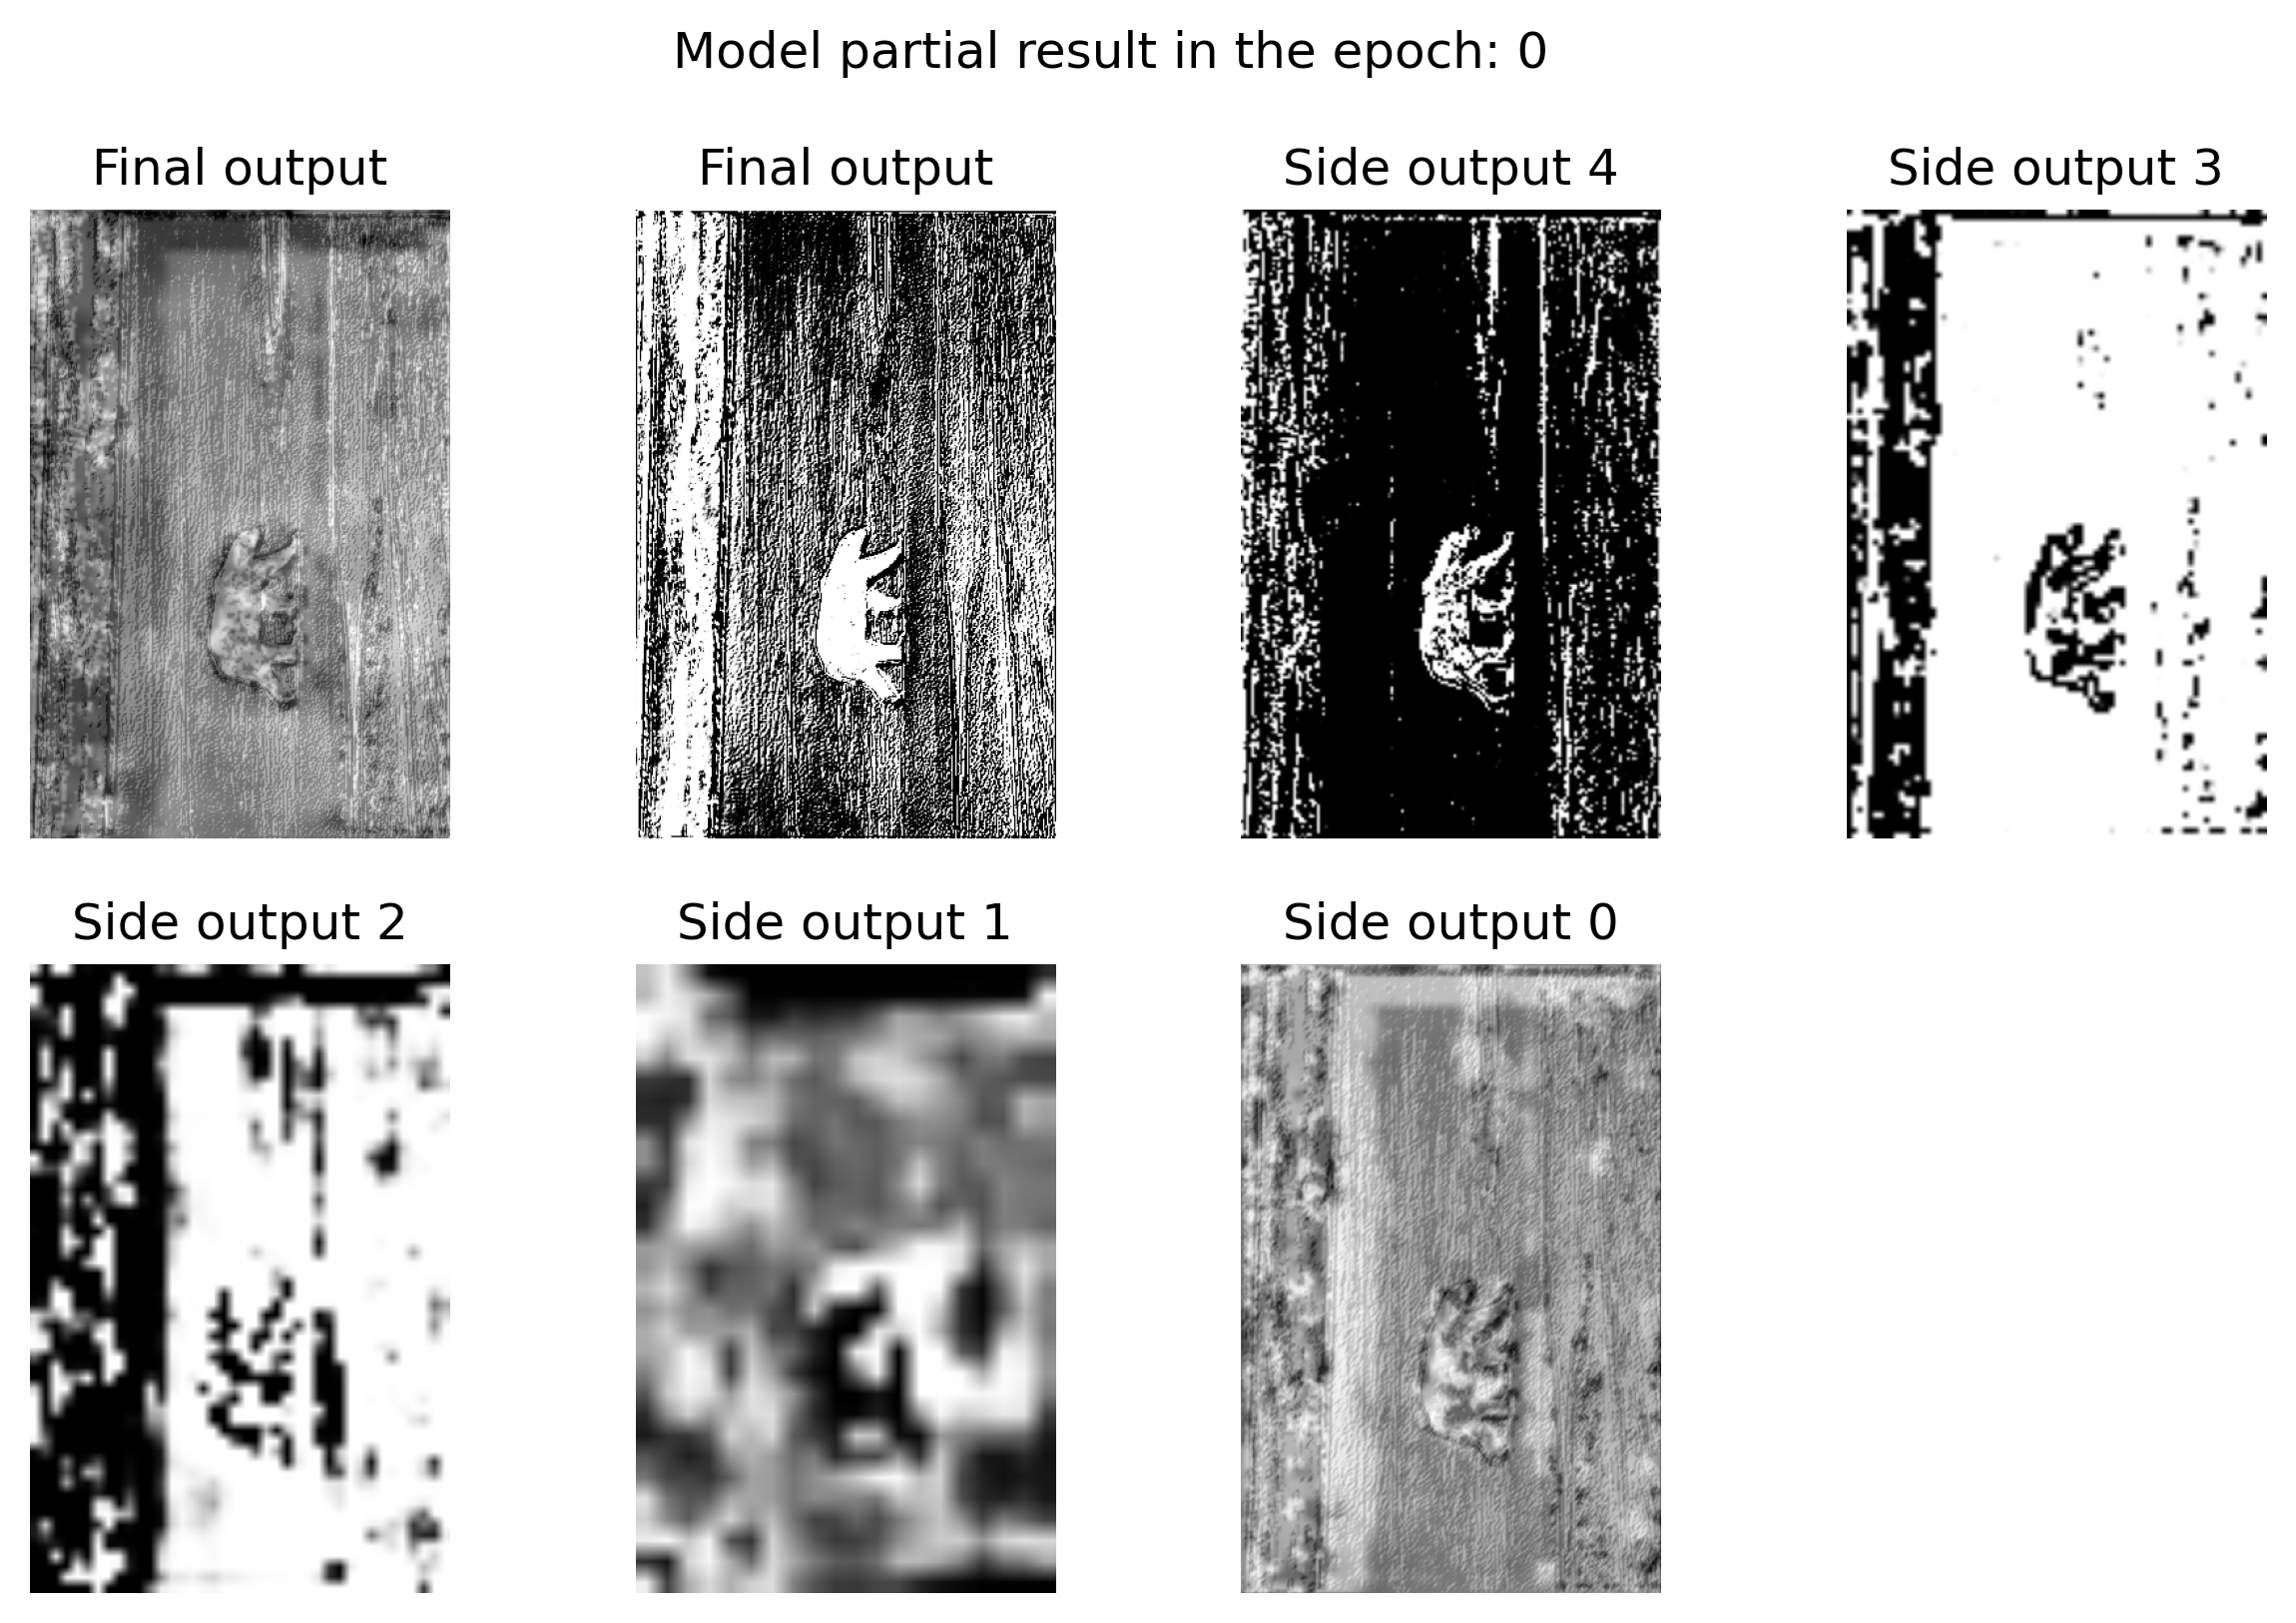 Model partial result in the epoch: 0
Final output
Final output
Side output 4
Side output 3
Side output 2
Side output 1
Side output 0